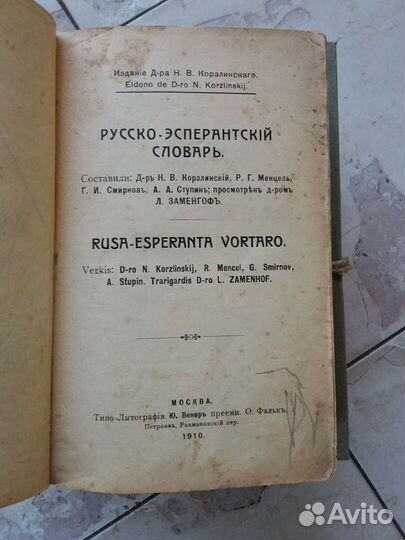 Изданіе Д-ра Н. В. Корзлинскаго.
Eldono de D-ro N. Korzlinskij.
РУССКО-ЭСПЕРАНТСКІЙ
СЛОВАРЬ.
Составили: Д-ръ Н. В. Корзлинскій, Р. Г. Менцель,
Г. И. Смирновъ, А. А. Ступинъ; просмотрѣнъ д-ромъ
Л. ЗАМЕНГОФЪ.
RUSA-ESPERANTA VORTARO.
Verkis: D-ro N. Korzlinskij, R. Mencel, G. Smirnov,
A. Stupin. Trarigardis D-ro L. ZAMENHOF.
МОСКВА.
Типо-Литографія Ю. Венеръ преемн. О. Фалькъ.
Петровка, Рахмановскій пер.
1910.
Avito